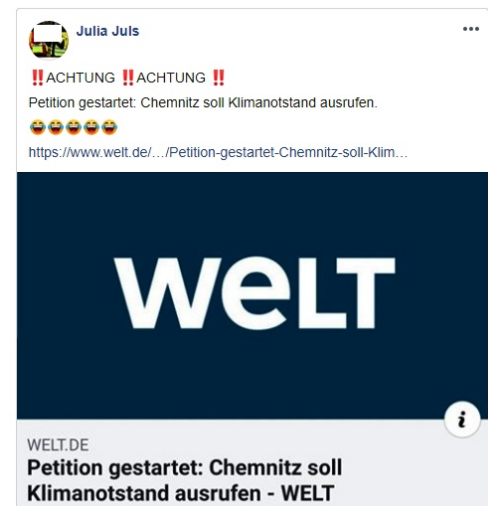 Julia Juls
‼️ACHTUNG ‼️ACHTUNG ‼️
Petition gestartet: Chemnitz soll Klimanotstand ausrufen.
😂😂😂😂😂
https://www.welt.de/…/Petition-gestartet-Chemnitz-soll-Klim…
WELT
i
WELT.DE
Petition gestartet: Chemnitz soll
Klimanotstand ausrufen - WELT